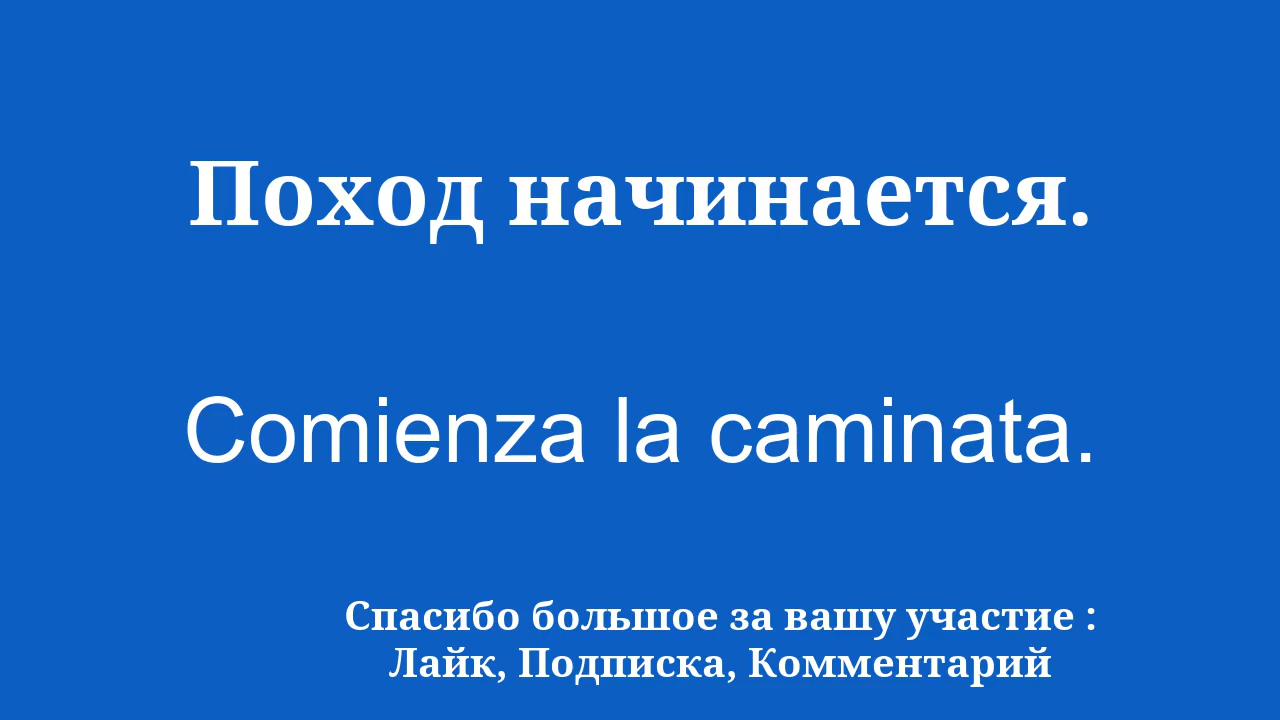 Поход начинается.
Comienza la caminata.
Спасибо большое за вашу участие :
Лайк, Подписка, Комментарий